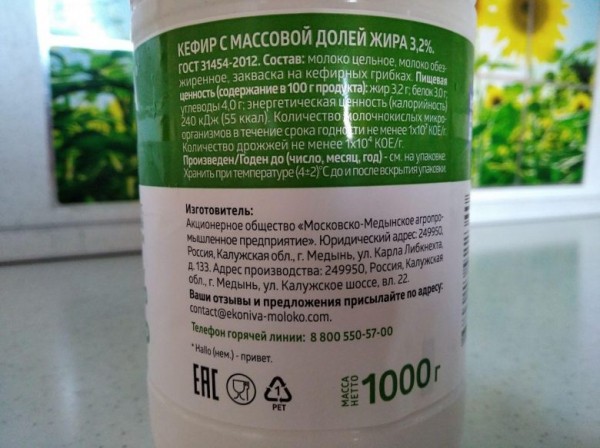 КЕФИР С МАССОВОЙ ДОЛЕЙ ЖИРА 3,2%.
ГОСТ 31454-2012. Состав: молоко цельное, молоко обез-
жиренное, закваска на кефирных грибках. Пищевая
ценность (содержание в 100 г продукта): жир 3,2 г; белок 3,0 г;
углеводы 4,0 г; энергетическая ценность (калорийность)
240 кДж (55 ккал). Количество молочнокислых микро-
организмов в течение срока годности не менее 1x10⁷ КОЕ/г.
Количество дрожжей не менее 1x10⁴ КОЕ/г.
Произведен/Годен до (число, месяц, год) - см. на упаковке.
Хранить при температуре (4±2)°С до и после вскрытия упаковки.
Изготовитель:
Акционерное общество «Московско-Медынское агропро-
мышленное предприятие». Юридический адрес: 249950,
Россия, Калужская обл., г. Медынь, ул. Карла Либкнехта,
д. 133. Адрес производства: 249950, Россия, Калужская
обл., г. Медынь, ул. Калужское шоссе, вл. 22.
Ваши отзывы и предложения присылайте по адресу:
contact@ekoniva-moloko.com.
Телефон горячей линии: 8 800 550-57-00
* Hallo (нем.) - привет.
EAC
1
PET
МАССА
НЕТТО
1000 г